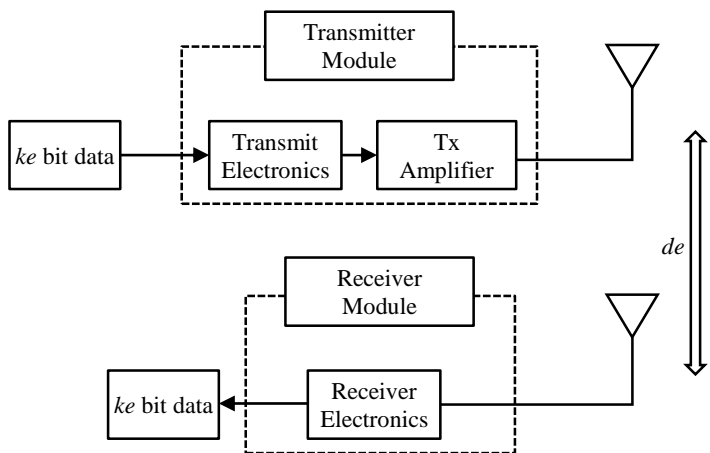 Transmitter
Module
ke bit data
Transmit
Electronics
Tx
Amplifier
de
Receiver
Module
ke bit data
Receiver
Electronics